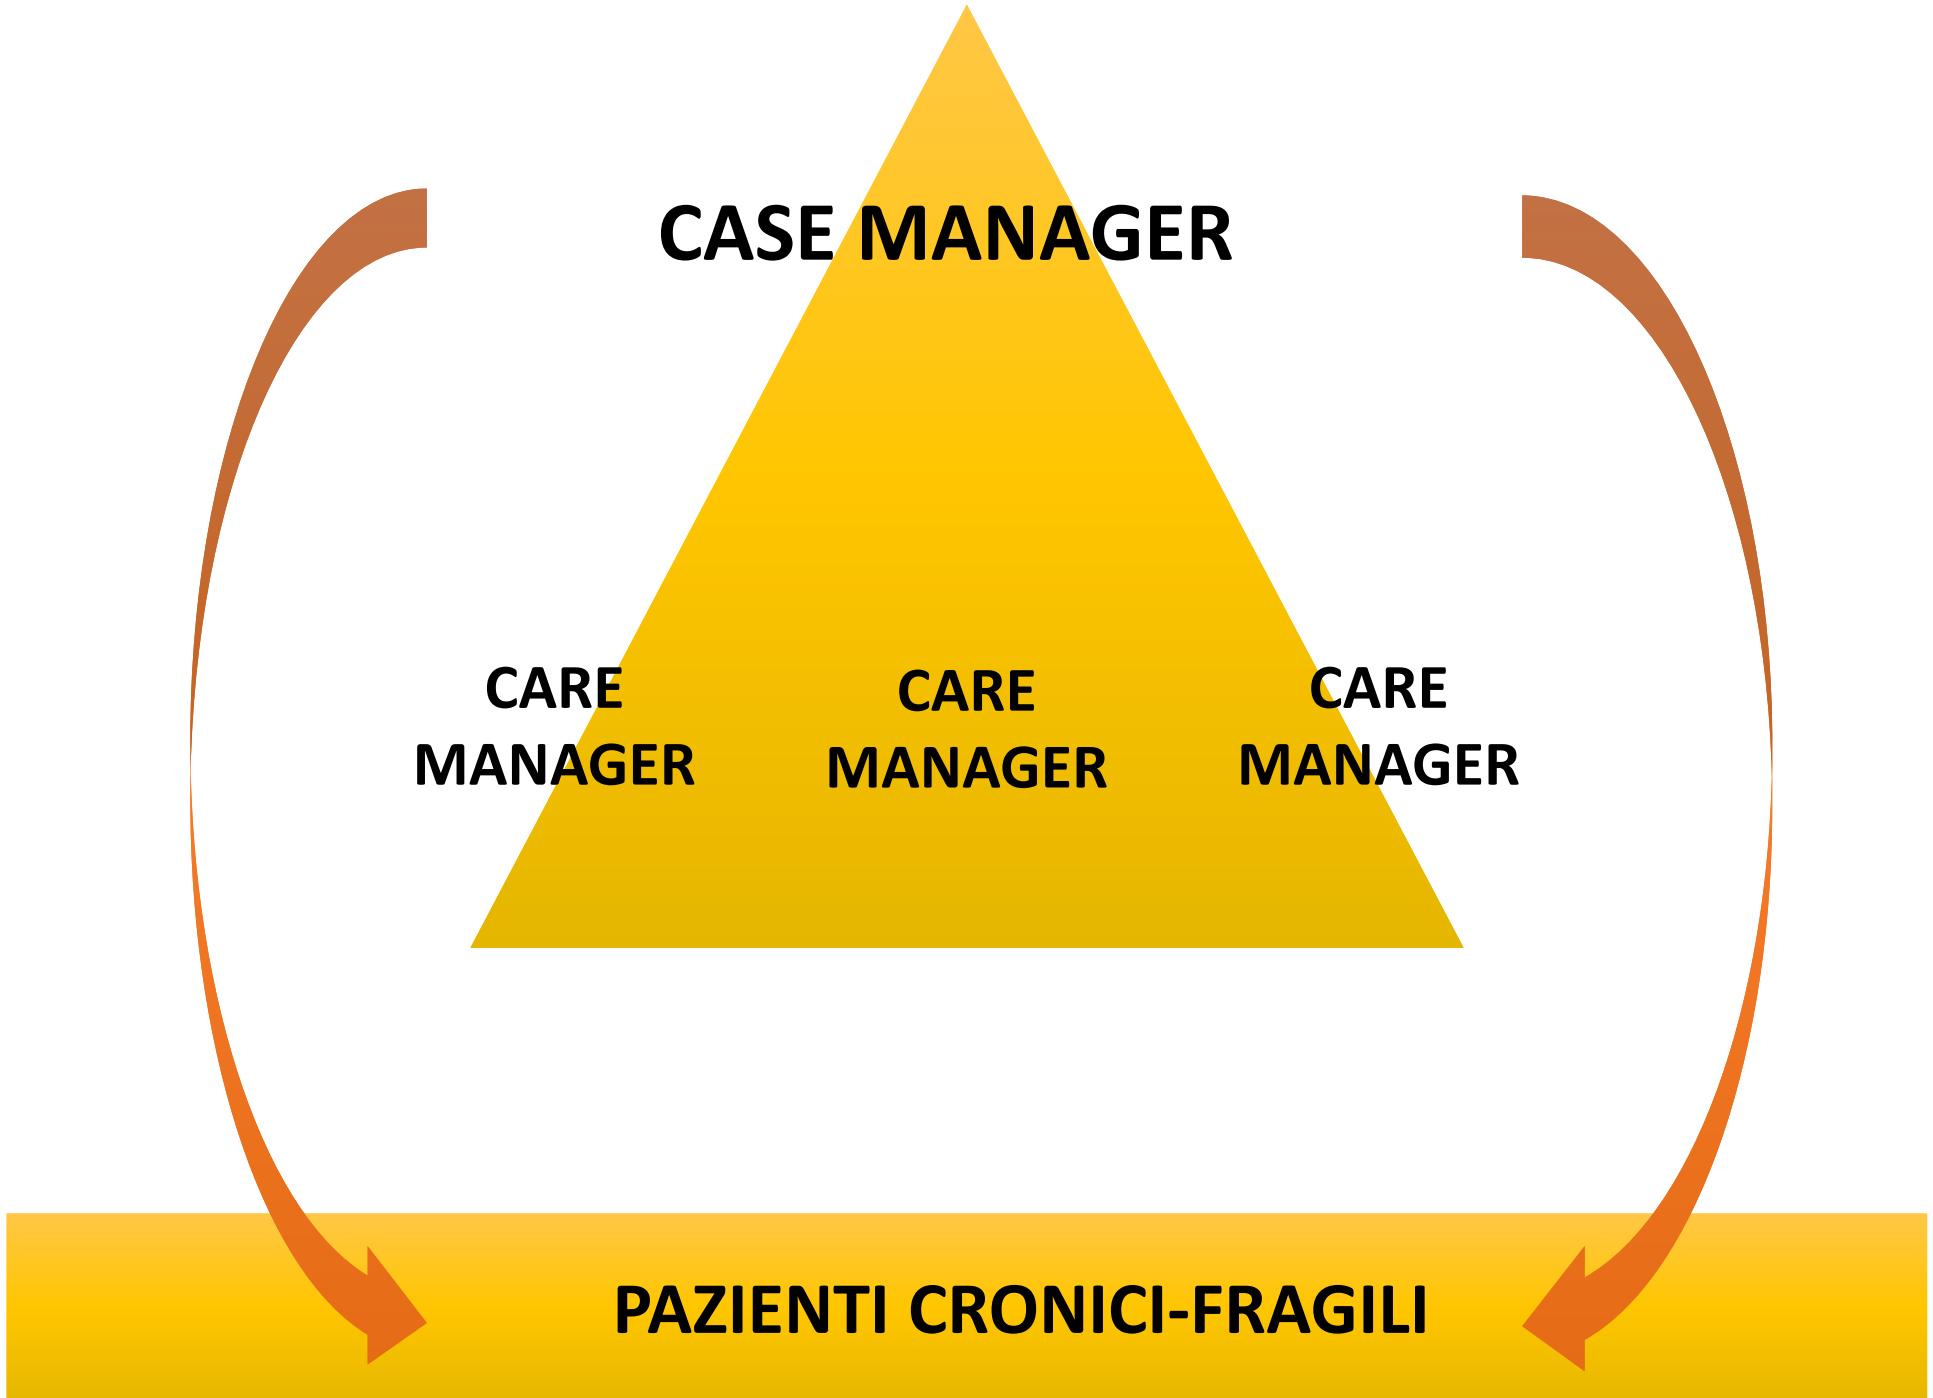 CASE MANAGER
CARE
MANAGER
CARE
MANAGER
CARE
MANAGER
PAZIENTI CRONICI-FRAGILI